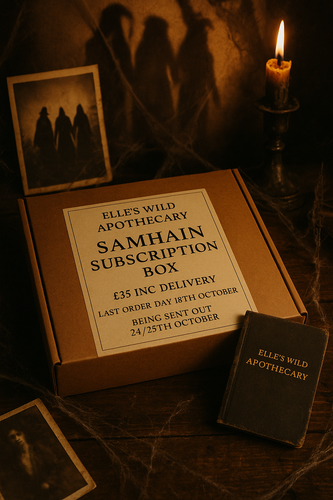 ELLE'S WILD
APOTHECARY
SAMHAIN
SUBSCRIPTION
BOX
£35 INC DELIVERY
LAST ORDER DAY 18TH OCTOBER
BEING SENT OUT
24/25TH OCTOBER
ELLE'S WILD
APOTHECARY